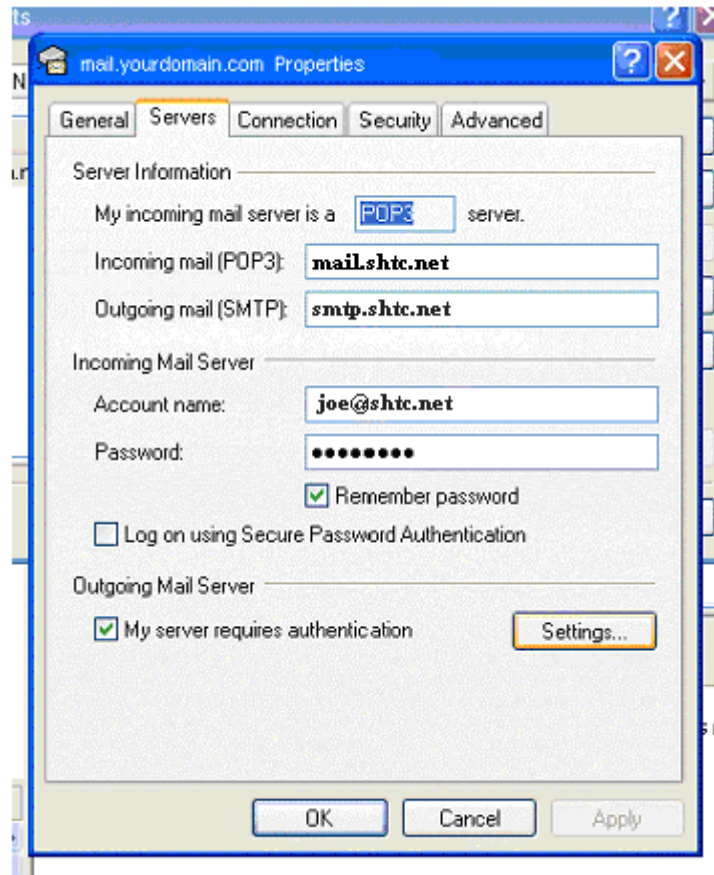 ts
mail.yourdomain.com Properties
General Servers Connection Security Advanced
Server Information
My incoming mail server is a POP3 server.
Incoming mail (POP3): mail.shtc.net
Outgoing mail (SMTP): smtp.shtc.net
Incoming Mail Server
Account name: joe@shtc.net
Password: ●●●●●●●●
Remember password
Log on using Secure Password Authentication
Outgoing Mail Server
My server requires authentication Settings...
OK Cancel Apply